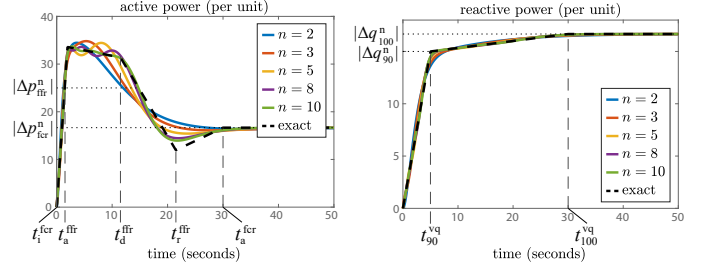 active power (per unit)
40
30
20
10
0
|Δp^n_ffr|
|Δp^n_fcr|
n = 2
n = 3
n = 5
n = 8
n = 10
exact
0 10 20 30 40 50
t^fcr_i t^ffr_a t^ffr_d t^ffr_r t^fcr_a
time (seconds)
reactive power (per unit)
|Δq^n_100|
|Δq^n_90|
10
5
0
n = 2
n = 3
n = 5
n = 8
n = 10
exact
0 10 20 30 40 50
t^vq_90 t^vq_100
time (seconds)